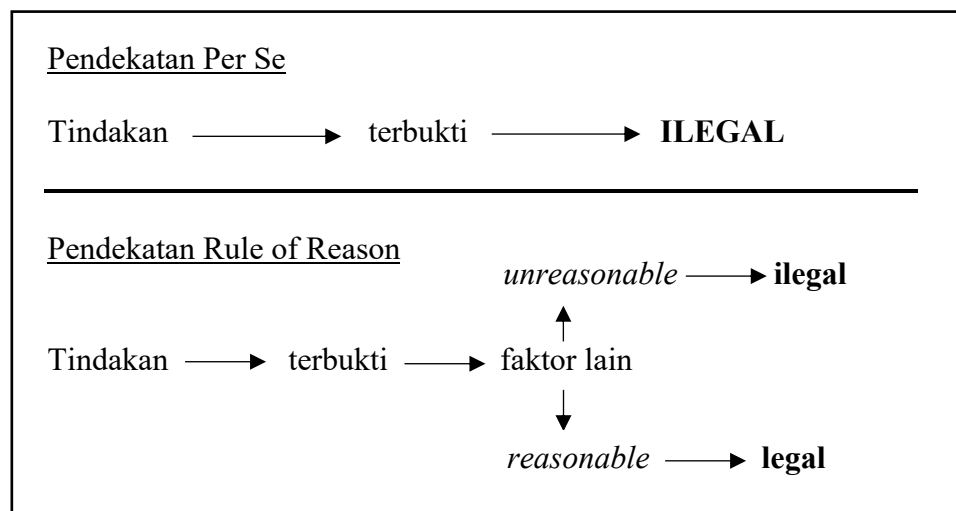 Pendekatan Per Se
Tindakan terbukti ILEGAL
Pendekatan Rule of Reason
unreasonable ilegal
Tindakan terbukti faktor lain
reasonable legal